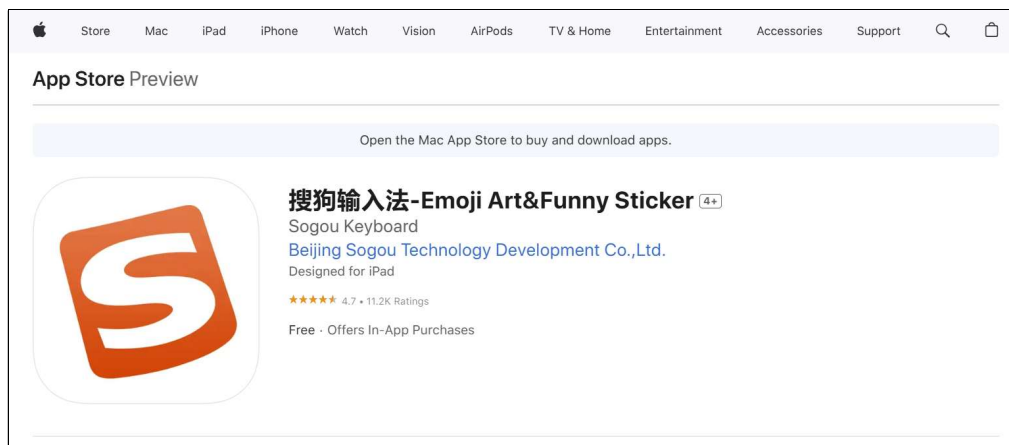 Store Mac iPad iPhone Watch Vision AirPods TV & Home Entertainment Accessories Support
App Store Preview
Open the Mac App Store to buy and download apps.
搜狗输入法-Emoji Art&Funny Sticker 4+
Sogou Keyboard
Beijing Sogou Technology Development Co.,Ltd.
Designed for iPad
★★★★★ 4.7 • 11.2K Ratings
Free · Offers In-App Purchases
S